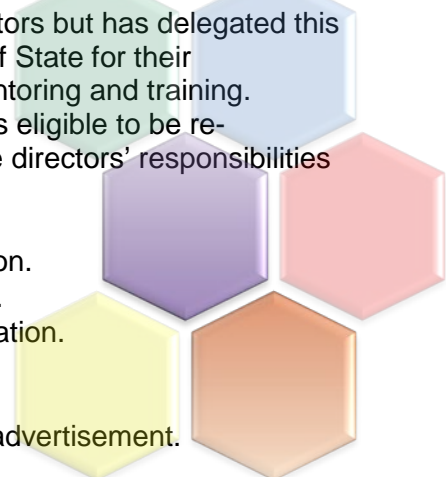 tors but has delegated this
f State for their
ntoring and training.
s eligible to be re-
e directors' responsibilities
on.
.
ation.
advertisement.